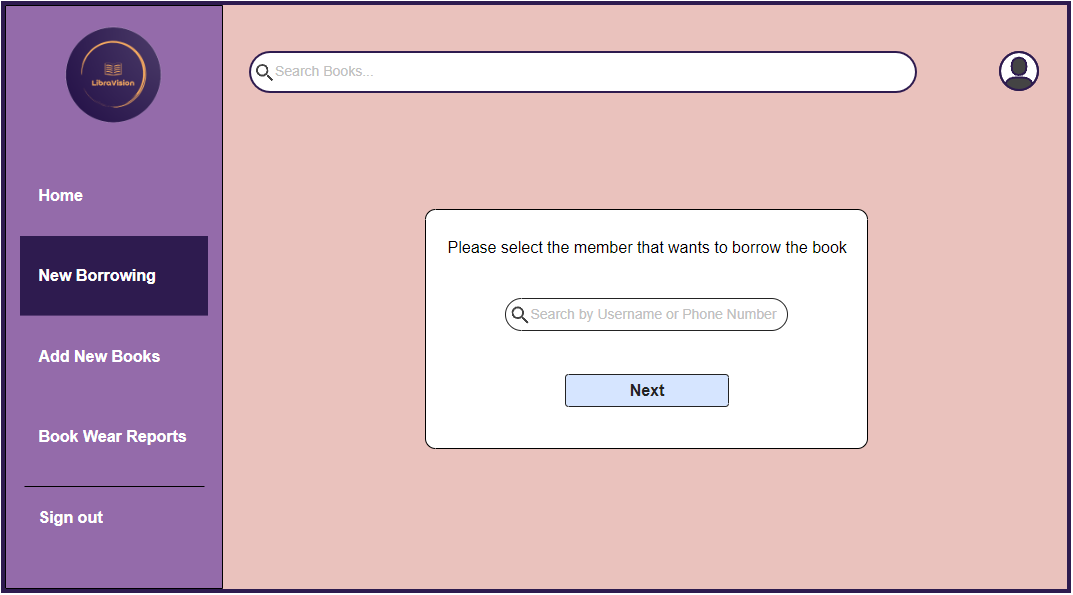 LibraVision
Search Books...
Home
New Borrowing
Add New Books
Book Wear Reports
Sign out
Please select the member that wants to borrow the book
Search by Username or Phone Number
Next